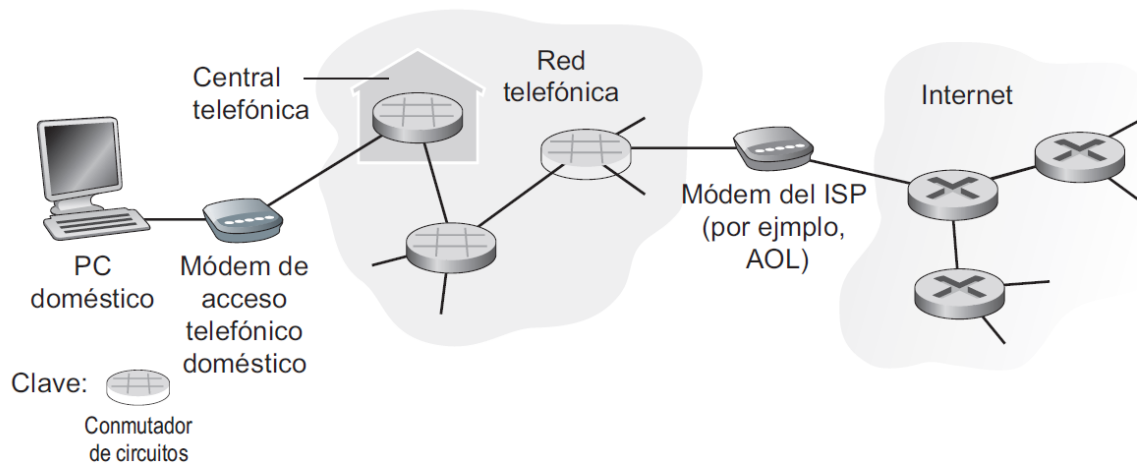 Central
telefónica
Red
telefónica
Internet
PC
doméstico
Módem de
acceso
telefónico
doméstico
Módem del ISP
(por ejmplo,
AOL)
Clave:
Conmutador
de circuitos